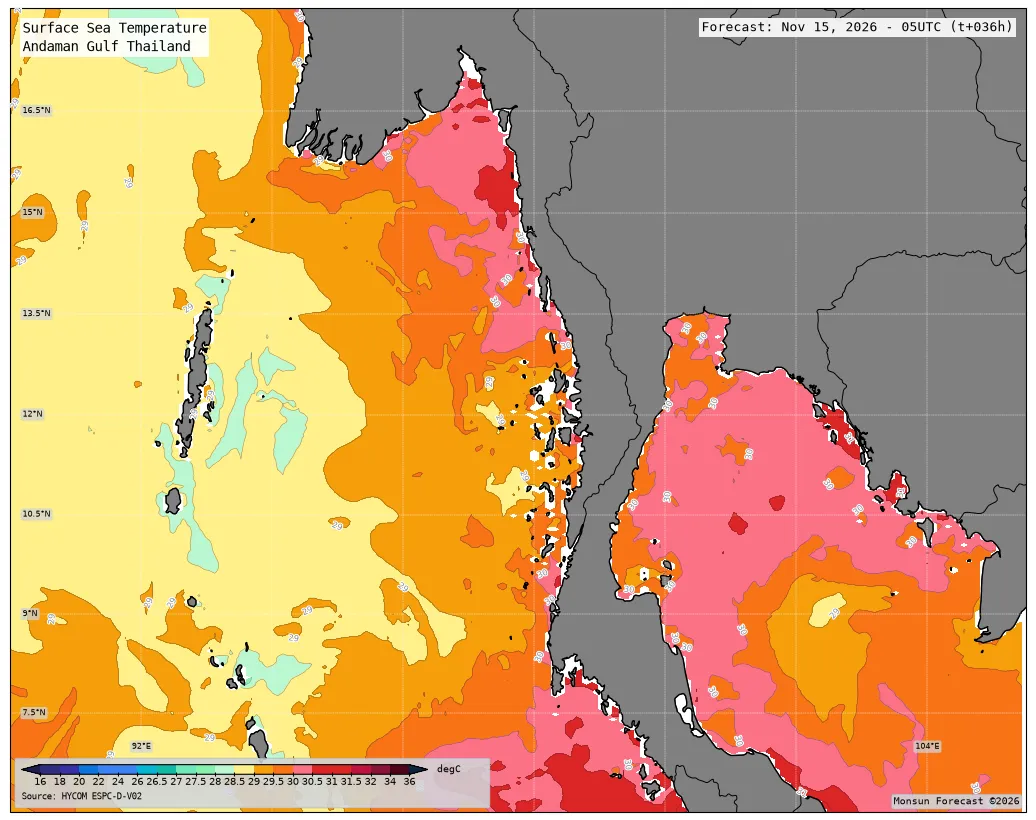 Surface Sea Temperature
Andaman Gulf Thailand
Forecast: Nov 15, 2026 - 05UTC (t+036h)
16.5°N
15°N
13.5°N
12°N
10.5°N
9°N
7.5°N
92°E
104°E
degC
16 18 20 22 24 26 26.5 27 27.5 28 28.5 29 29.5 30 30.5 31 31.5 32 34 36
Source: HYCOM ESPC-D-V02
Monsun Forecast ©2026